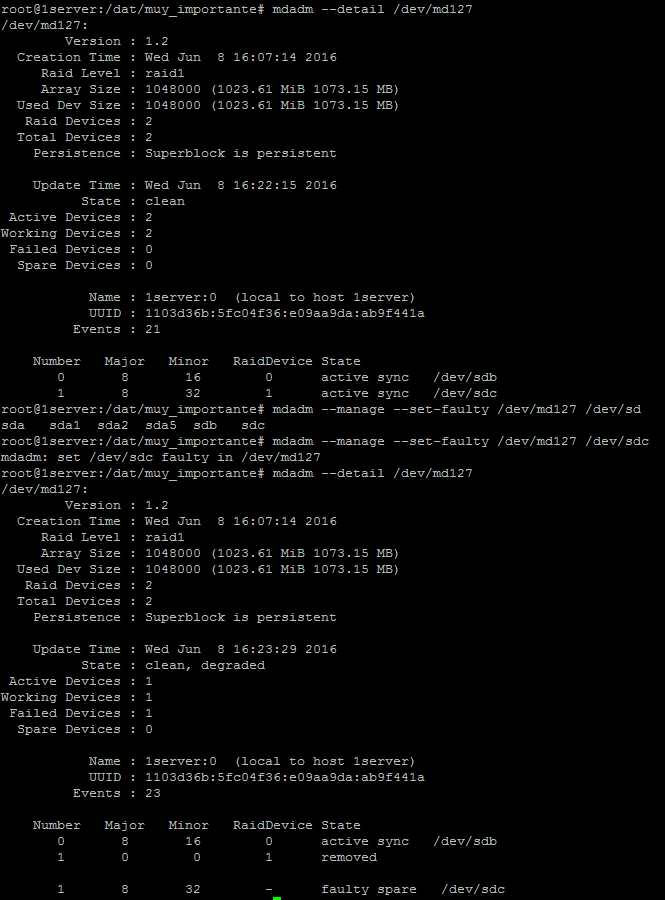 root@1server:/dat/muy_importante# mdadm --detail /dev/md127
/dev/md127:
        Version : 1.2
  Creation Time : Wed Jun  8 16:07:14 2016
     Raid Level : raid1
     Array Size : 1048000 (1023.61 MiB 1073.15 MB)
  Used Dev Size : 1048000 (1023.61 MiB 1073.15 MB)
   Raid Devices : 2
  Total Devices : 2
    Persistence : Superblock is persistent

    Update Time : Wed Jun  8 16:22:15 2016
          State : clean
 Active Devices : 2
Working Devices : 2
 Failed Devices : 0
  Spare Devices : 0

           Name : 1server:0  (local to host 1server)
           UUID : 1103d36b:5fc04f36:e09aa9da:ab9f441a
         Events : 21

    Number   Major   Minor   RaidDevice State
       0       8       16        0      active sync   /dev/sdb
       1       8       32        1      active sync   /dev/sdc
root@1server:/dat/muy_importante# mdadm --manage --set-faulty /dev/md127 /dev/sd
sda   sda1  sda2  sda5  sdb   sdc
root@1server:/dat/muy_importante# mdadm --manage --set-faulty /dev/md127 /dev/sdc
mdadm: set /dev/sdc faulty in /dev/md127
root@1server:/dat/muy_importante# mdadm --detail /dev/md127
/dev/md127:
        Version : 1.2
  Creation Time : Wed Jun  8 16:07:14 2016
     Raid Level : raid1
     Array Size : 1048000 (1023.61 MiB 1073.15 MB)
  Used Dev Size : 1048000 (1023.61 MiB 1073.15 MB)
   Raid Devices : 2
  Total Devices : 2
    Persistence : Superblock is persistent

    Update Time : Wed Jun  8 16:23:29 2016
          State : clean, degraded
 Active Devices : 1
Working Devices : 1
 Failed Devices : 1
  Spare Devices : 0

           Name : 1server:0  (local to host 1server)
           UUID : 1103d36b:5fc04f36:e09aa9da:ab9f441a
         Events : 23

    Number   Major   Minor   RaidDevice State
       0       8       16        0      active sync   /dev/sdb
       1       0        0        1      removed

       1       8       32        -      faulty spare   /dev/sdc